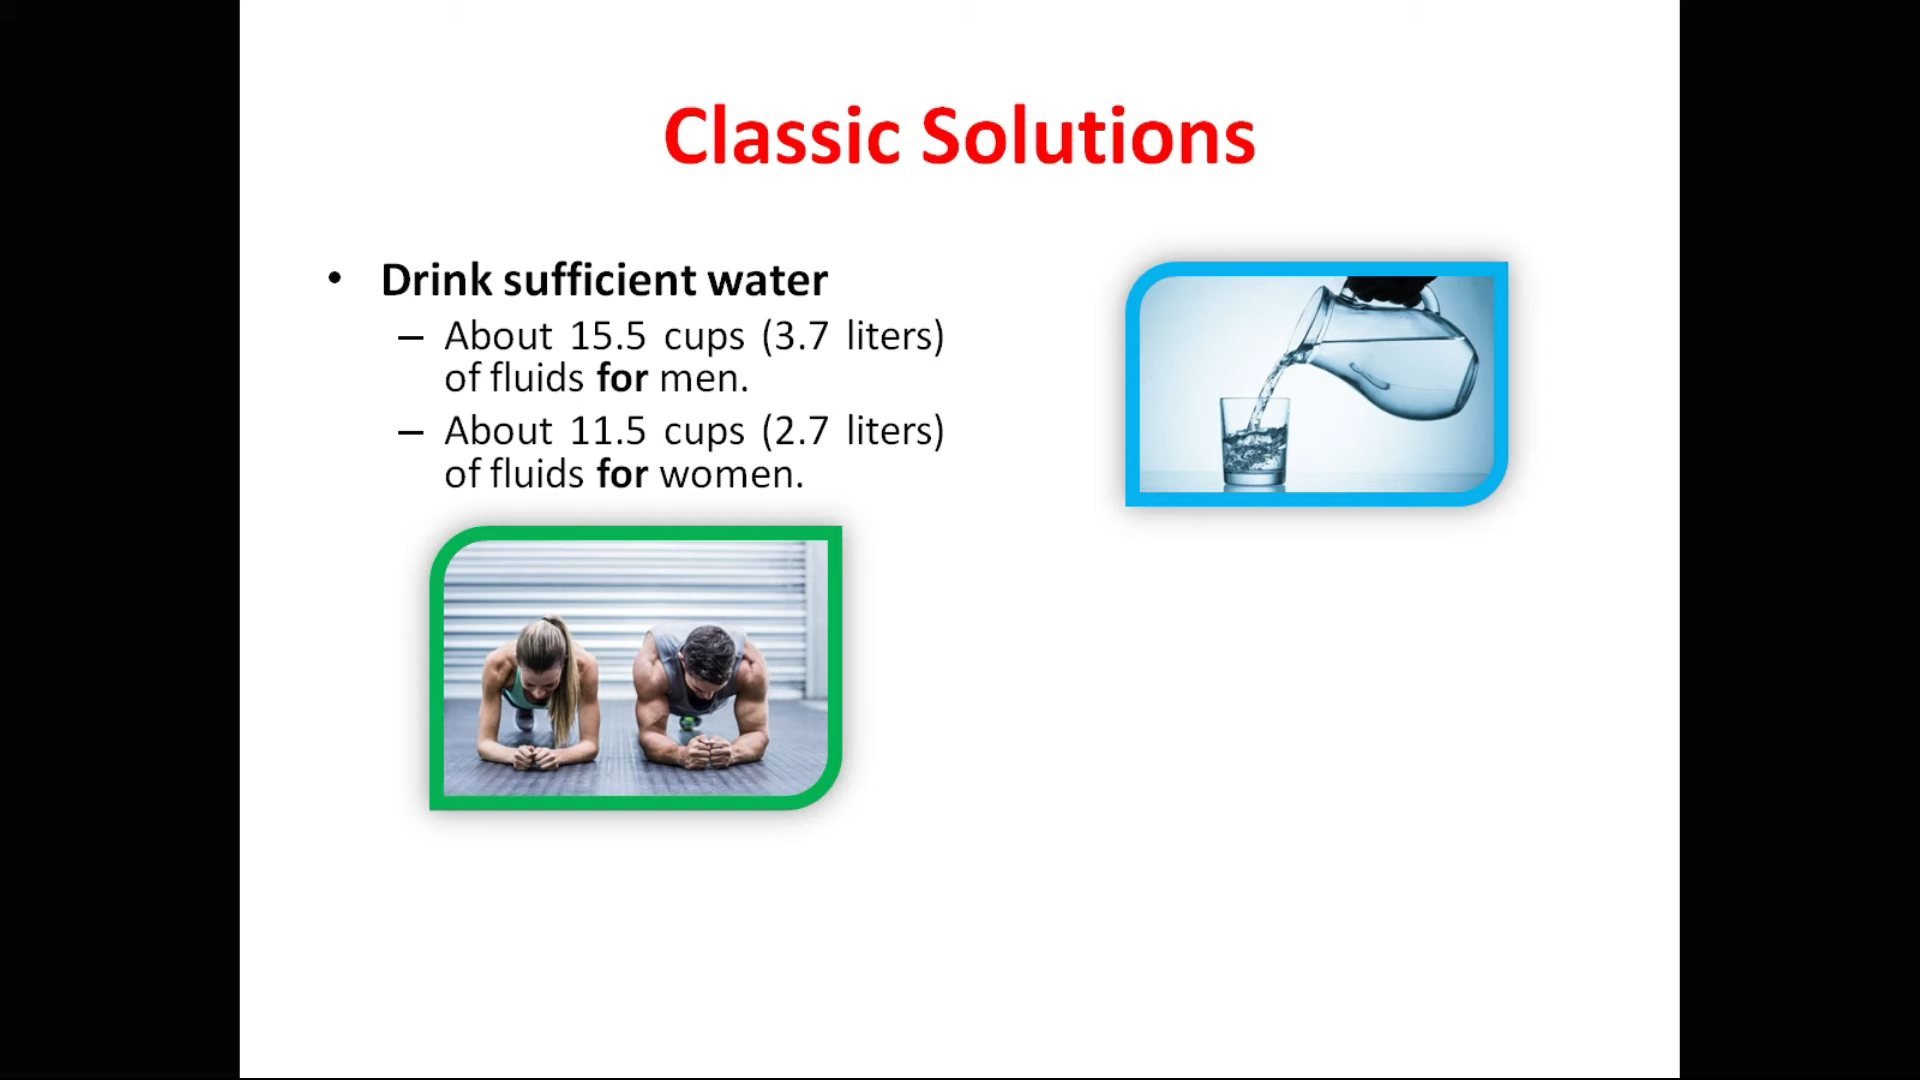 Classic Solutions
• Drink sufficient water
– About 15.5 cups (3.7 liters)
of fluids for men.
– About 11.5 cups (2.7 liters)
of fluids for women.